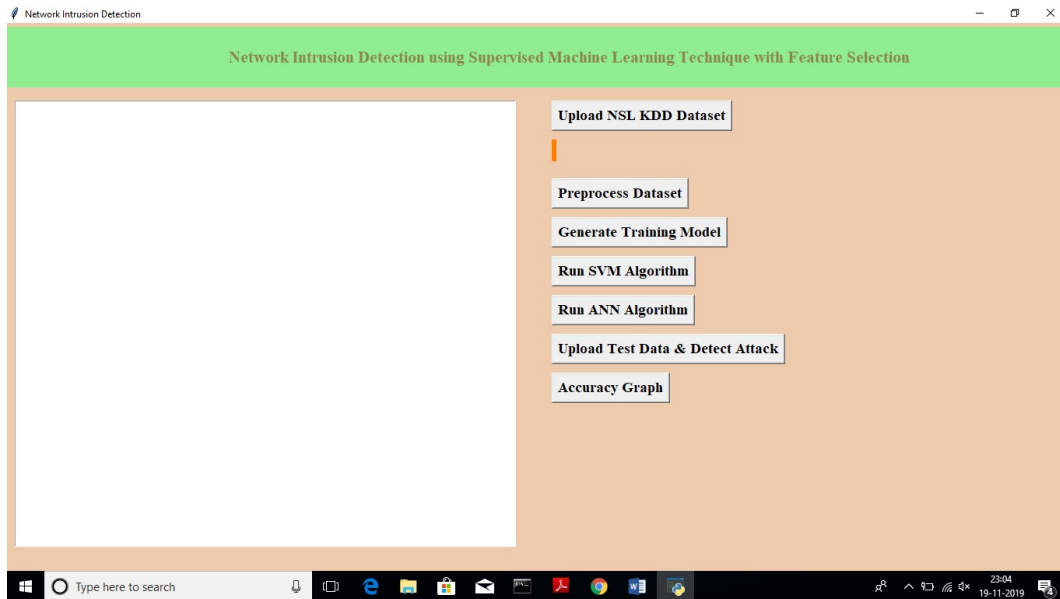 Network Intrusion Detection
Network Intrusion Detection using Supervised Machine Learning Technique with Feature Selection
Upload NSL KDD Dataset
Preprocess Dataset
Generate Training Model
Run SVM Algorithm
Run ANN Algorithm
Upload Test Data & Detect Attack
Accuracy Graph
Type here to search
23:04
19-11-2019
4